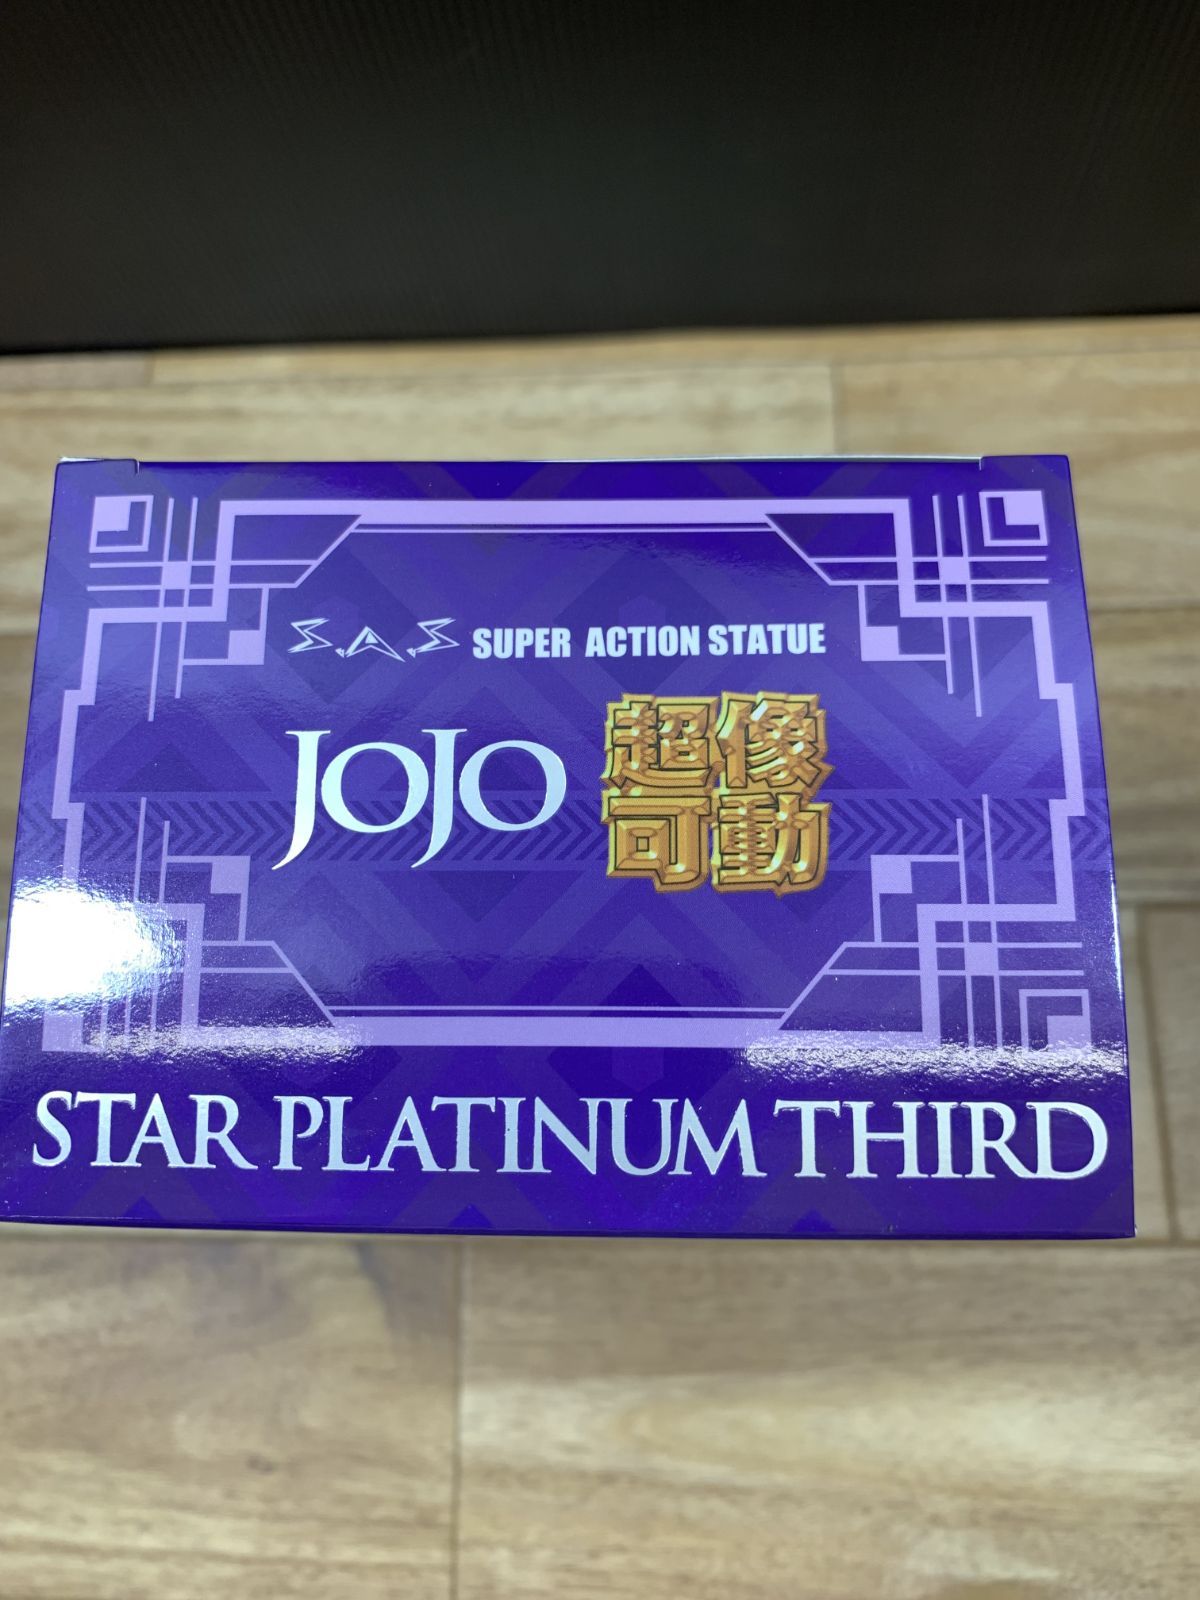 S.A.S SUPER ACTION STATUE
JOJO 超像
可動
STAR PLATINUM THIRD